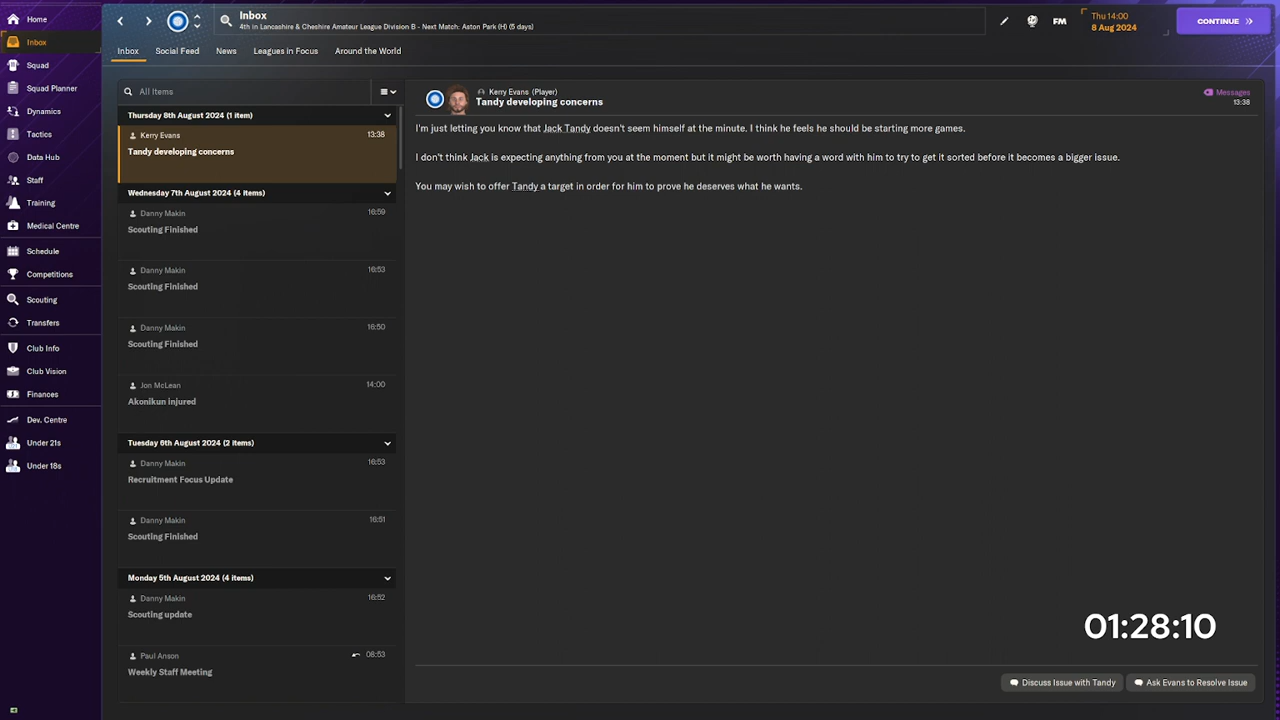 Home
Inbox
Squad
Squad Planner
Dynamics
Tactics
Data Hub
Staff
Training
Medical Centre
Schedule
Competitions
Scouting
Transfers
Club Info
Club Vision
Finances
Dev. Centre
Under 21s
Under 18s
Inbox
4th in Lancashire & Cheshire Amateur League Division B - Next Match: Aston Park (H) (5 days)
FM
Thu 14:00
8 Aug 2024
CONTINUE
Inbox
Social Feed
News
Leagues in Focus
Around the World
All Items
Thursday 8th August 2024 (1 item)
Kerry Evans 13:38
Tandy developing concerns
Wednesday 7th August 2024 (4 items)
Danny Makin 16:59
Scouting Finished
Danny Makin 16:53
Scouting Finished
Danny Makin 16:50
Scouting Finished
Jon McLean 14:00
Akonikun injured
Tuesday 6th August 2024 (2 items)
Danny Makin 16:53
Recruitment Focus Update
Danny Makin 16:51
Scouting Finished
Monday 5th August 2024 (4 items)
Danny Makin 16:52
Scouting update
Paul Anson 08:53
Weekly Staff Meeting
Kerry Evans (Player)
Tandy developing concerns
Messages
13:38
I'm just letting you know that Jack Tandy doesn't seem himself at the minute. I think he feels he should be starting more games.
I don't think Jack is expecting anything from you at the moment but it might be worth having a word with him to try to get it sorted before it becomes a bigger issue.
You may wish to offer Tandy a target in order for him to prove he deserves what he wants.
01:28:10
Discuss Issue with Tandy
Ask Evans to Resolve Issue